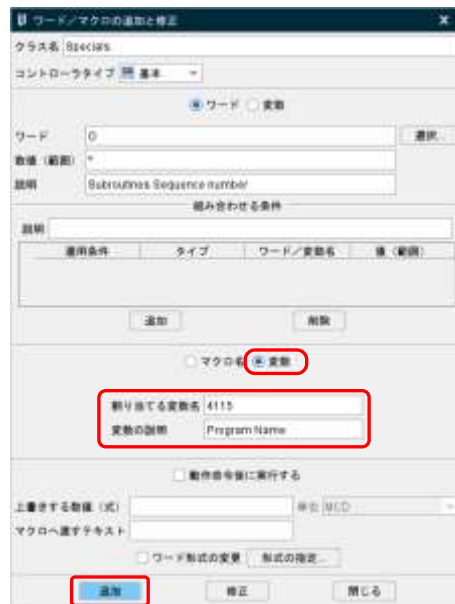 ワード/マクロの追加と修正
クラス名 Specials
コントローラタイプ 基本
ワード 変数
ワード O 選択...
数値(範囲) *
説明 Subroutines Sequence number
組み合わせる条件
説明
適用条件 タイプ ワード/変数名 値(範囲)
追加 削除
マクロ名 変数
割り当てる変数名 4115
変数の説明 Program Name
動作命令後に実行する
上書きする数値(式) 単位 MCD
マクロへ渡すテキスト
ワード形式の変更 形式の指定...
追加 修正 閉じる